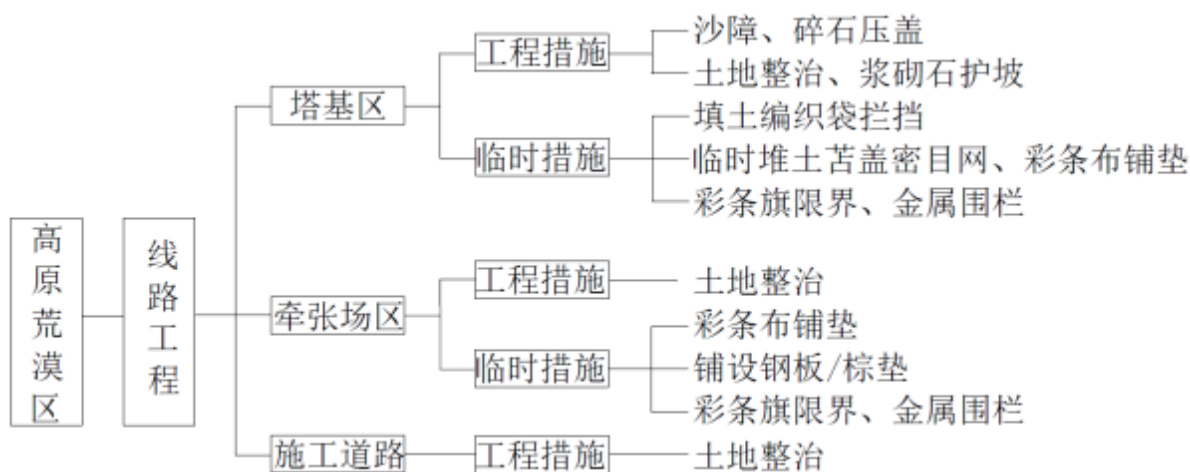 高原荒漠区
线路工程
塔基区
工程措施
沙障、碎石压盖
土地整治、浆砌石护坡
临时措施
填土编织袋拦挡
临时堆土苫盖密目网、彩条布铺垫
彩条旗限界、金属围栏
牵张场区
工程措施
土地整治
临时措施
彩条布铺垫
铺设钢板/棕垫
彩条旗限界、金属围栏
施工道路
工程措施
土地整治